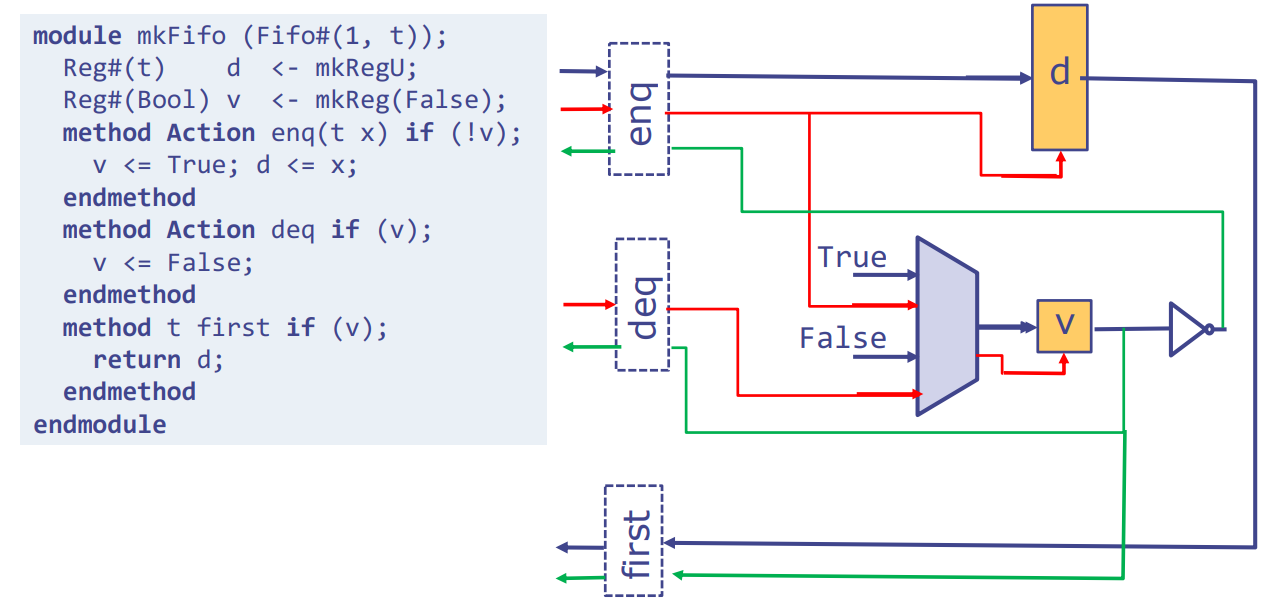 module mkFifo (Fifo#(1, t));
Reg#(t) d <- mkRegU;
Reg#(Bool) v <- mkReg(False);
method Action enq(t x) if (!v);
v <= True; d <= x;
endmethod
method Action deq if (v);
v <= False;
endmethod
method t first if (v);
return d;
endmethod
endmodule
enq
d
deq
True
False
v
first